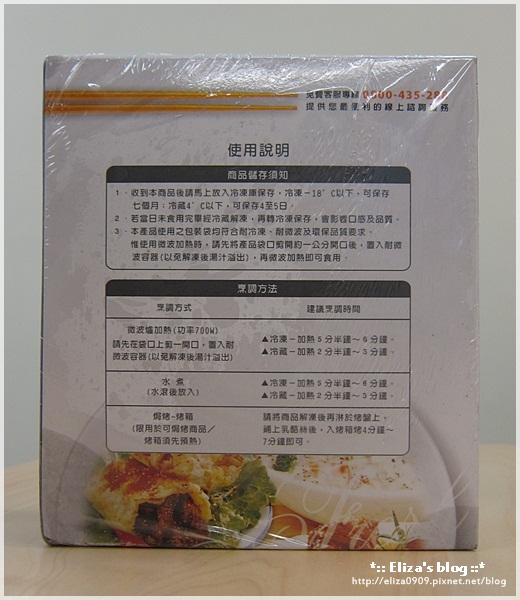 免費客服專線 0800-435-28
提供您最便利的線上諮詢服務
使用說明
商品儲存須知
1．收到本商品後請馬上放入冷凍庫保存，冷凍－18°C以下，可保存
七個月；冷藏4°C以下，可保存4至5日。
2．若當日未食用完畢經冷藏解凍，再轉冷凍保存，會影響口感及品質。
3．本產品使用之包裝袋均符合耐冷凍、耐微波及環保品質要求。
惟使用微波加熱時，請先將產品袋口剪開約一公分開口後，置入耐微
波容器(以免解凍後湯汁溢出)，再微波加熱即可食用。
烹調方法
烹調方式 建議烹調時間
微波爐加熱(功率700W)
請先在袋口上剪一開口，置入耐
微波容器(以免解凍後湯汁溢出)
▲冷凍－加熱5分半鐘～6分鐘。
▲冷藏－加熱2分半鐘～3分鐘。
水煮
(水滾後放入)
▲冷凍－加熱5分半鐘～6分鐘。
▲冷藏－加熱2分半鐘～3分鐘。
焗烤-烤箱
(限用於可焗烤商品／
烤箱須先預熱)
請將商品解凍後再淋於烤盤上，
鋪上乳酪絲後，入烤箱烤4分鐘～
7分鐘即可。
*:: Eliza's blog ::*
http://eliza0909.pixnet.net/blog